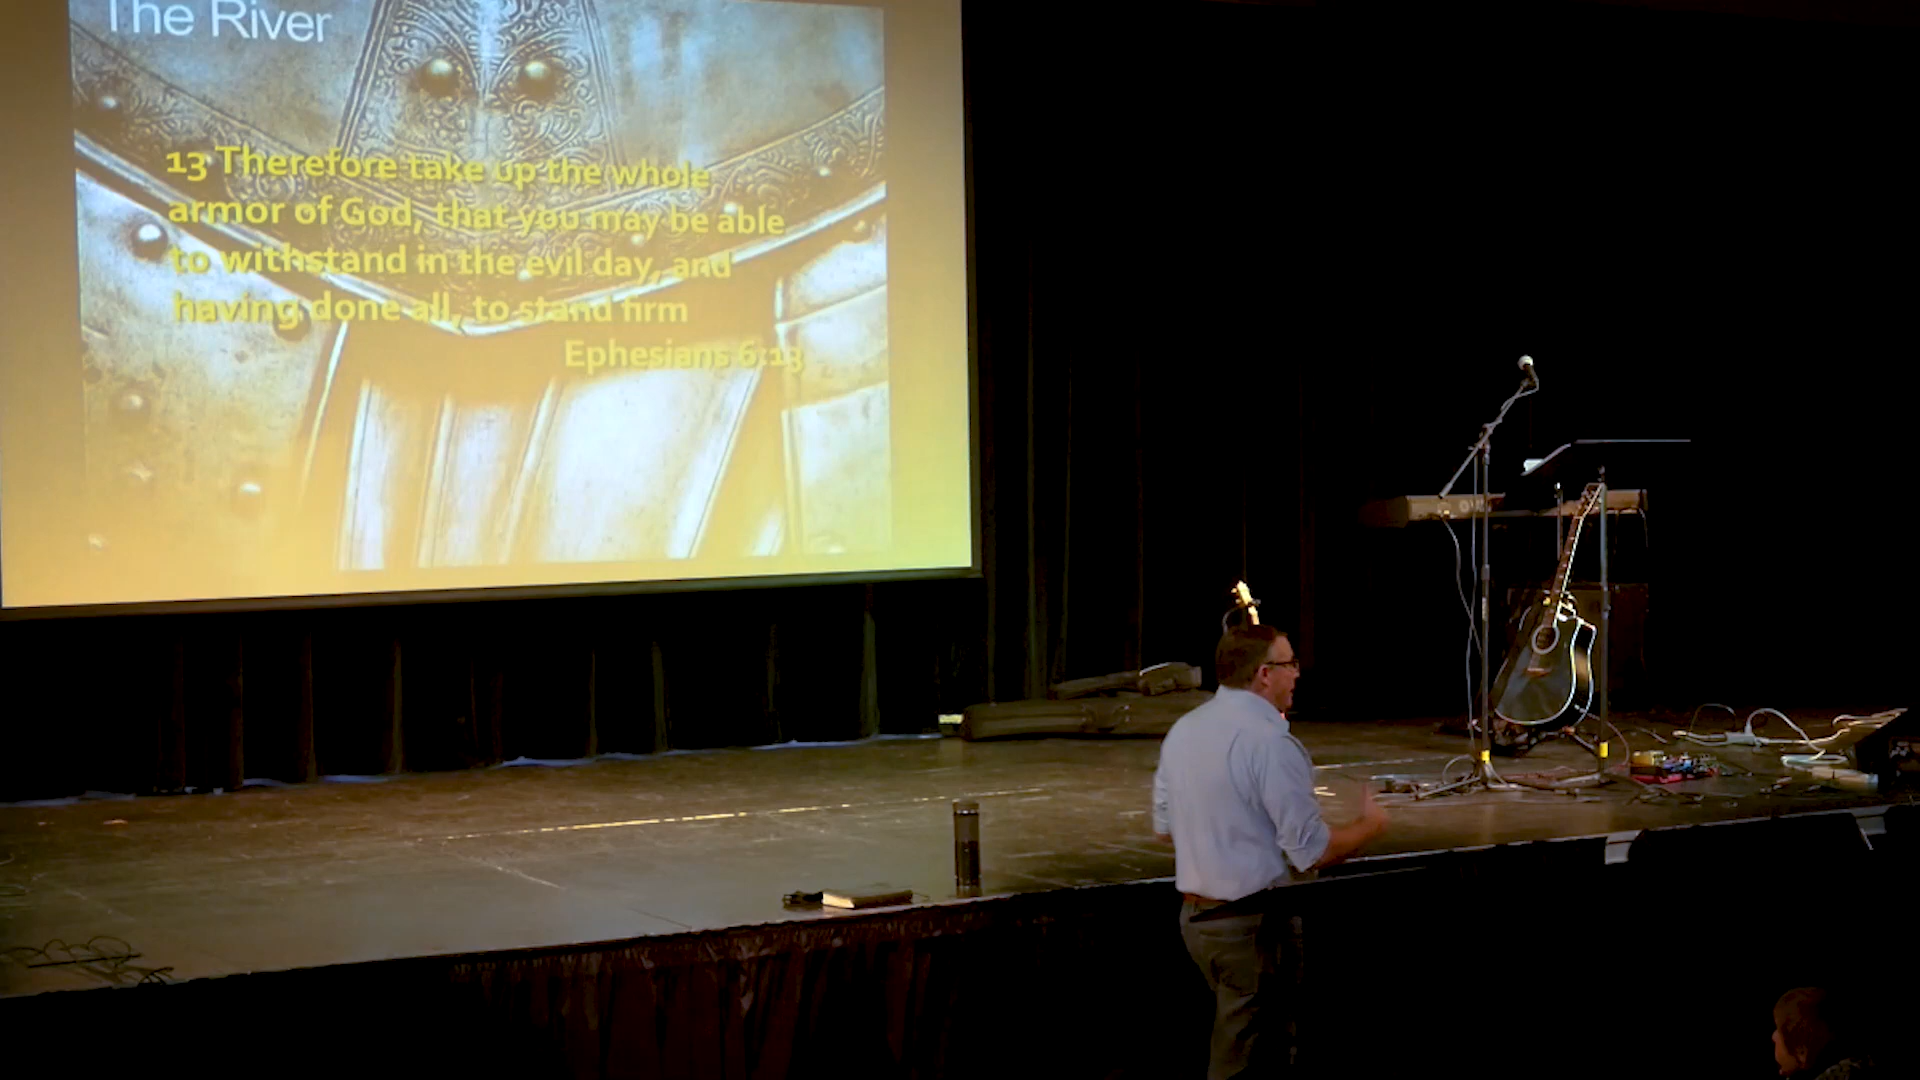 The River
13 Therefore take up the whole
armor of God, that you may be able
to withstand in the evil day, and
having done all, to stand firm
Ephesians 6:13